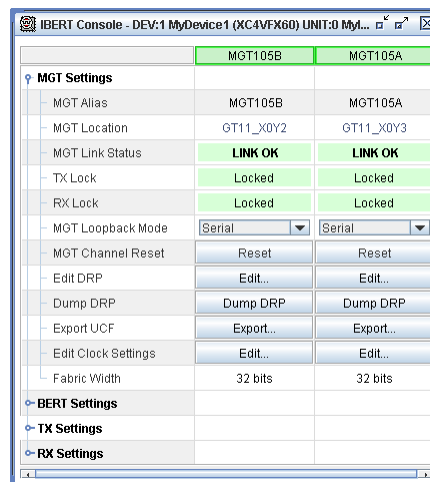 IBERT Console - DEV:1 MyDevice1 (XC4VFX60) UNIT:0 MyI...
MGT105B MGT105A
MGT Settings
MGT Alias MGT105B MGT105A
MGT Location GT11_X0Y2 GT11_X0Y3
MGT Link Status LINK OK LINK OK
TX Lock Locked Locked
RX Lock Locked Locked
MGT Loopback Mode Serial Serial
MGT Channel Reset Reset Reset
Edit DRP Edit... Edit...
Dump DRP Dump DRP Dump DRP
Export UCF Export... Export...
Edit Clock Settings Edit... Edit...
Fabric Width 32 bits 32 bits
BERT Settings
TX Settings
RX Settings